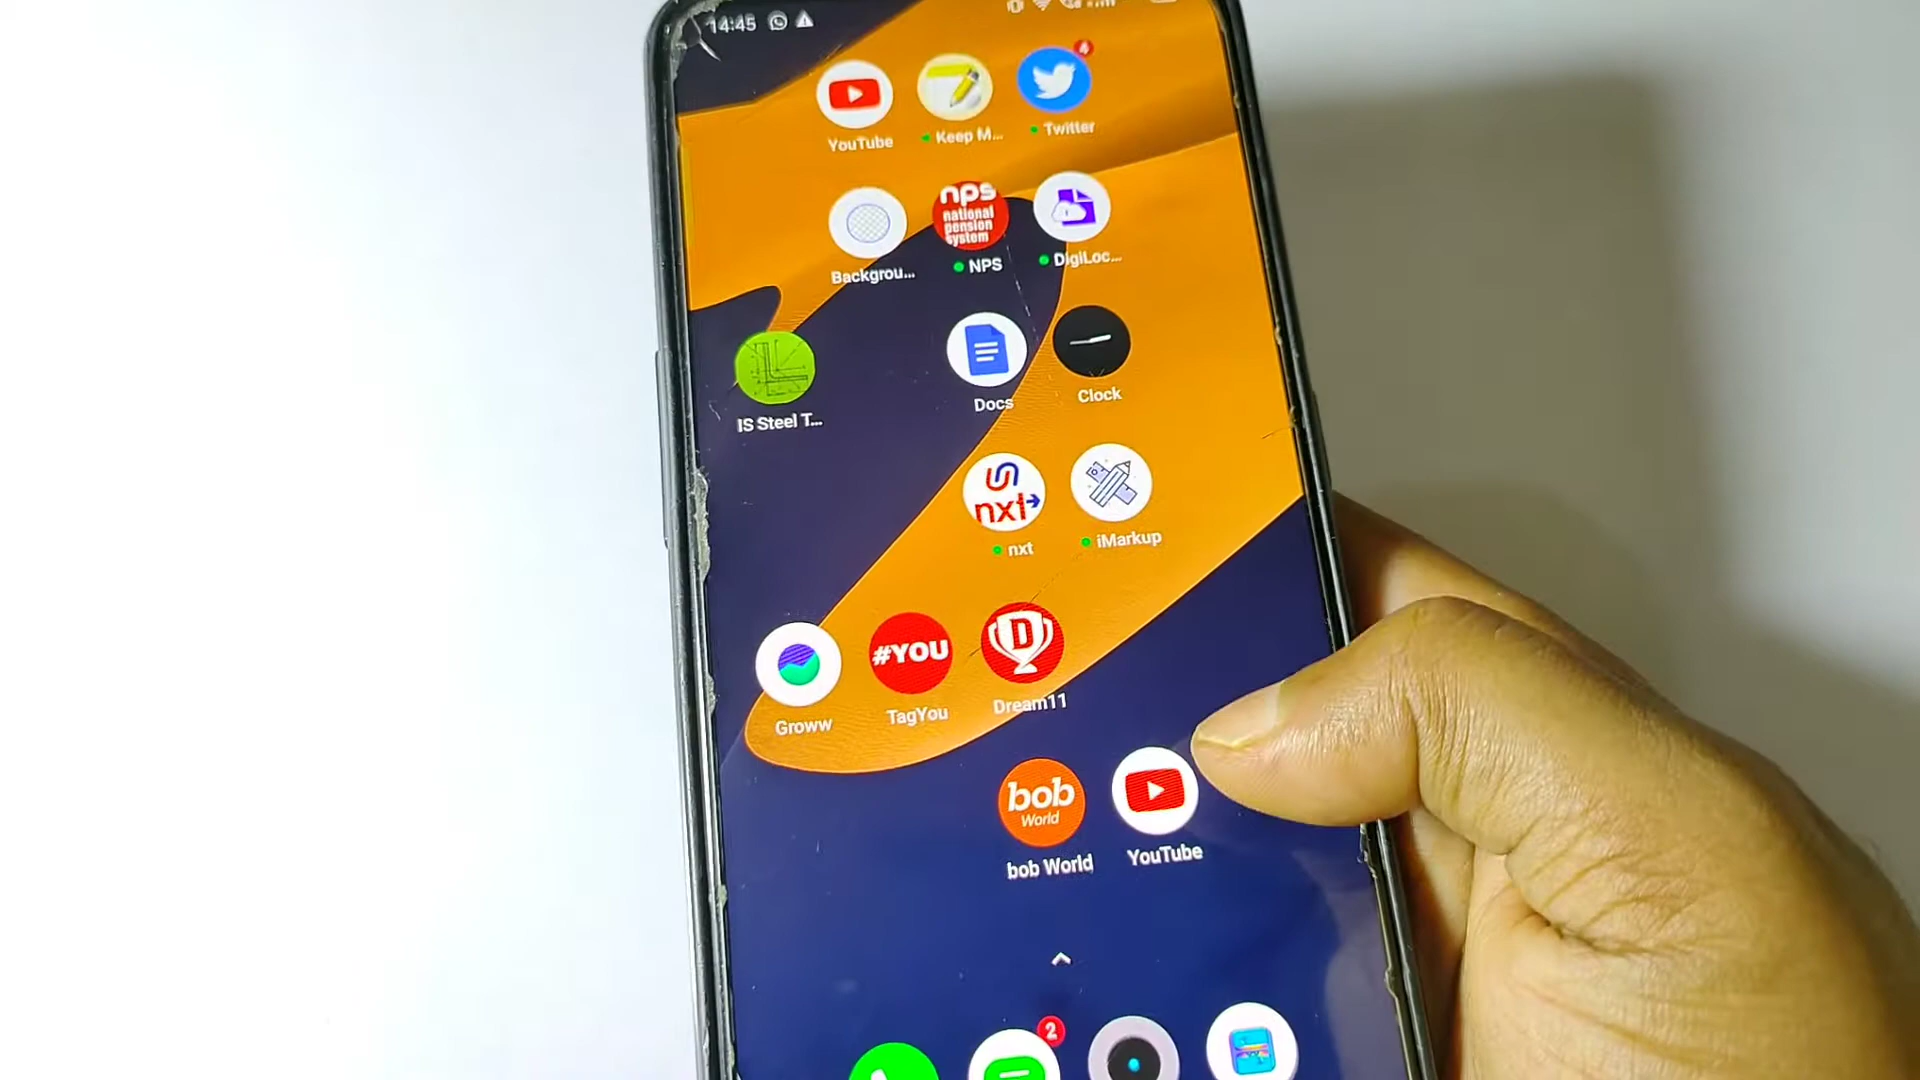 14:45
4
YouTube
Keep M...
Twitter
nps
national
pension
system
Backgrou...
NPS
DigiLoc...
IS Steel T...
Docs
Clock
nxt
nxt
iMarkup
#YOU
D
Groww
TagYou
Dream11
bob
World
bob World
YouTube
2